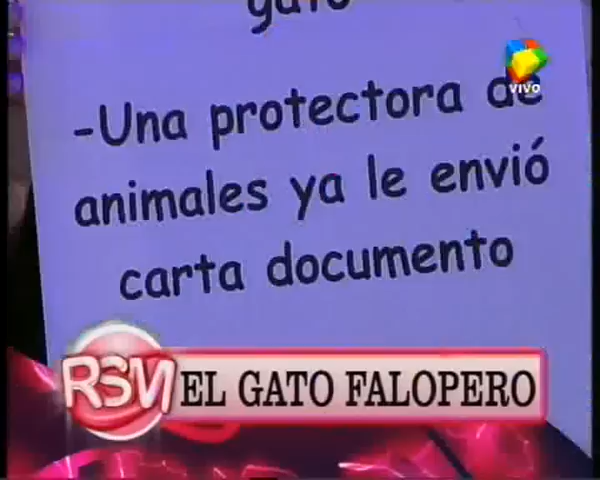 gato
-Una protectora de
VIVO
animales ya le envió
carta documento
RSM
EL GATO FALOPERO